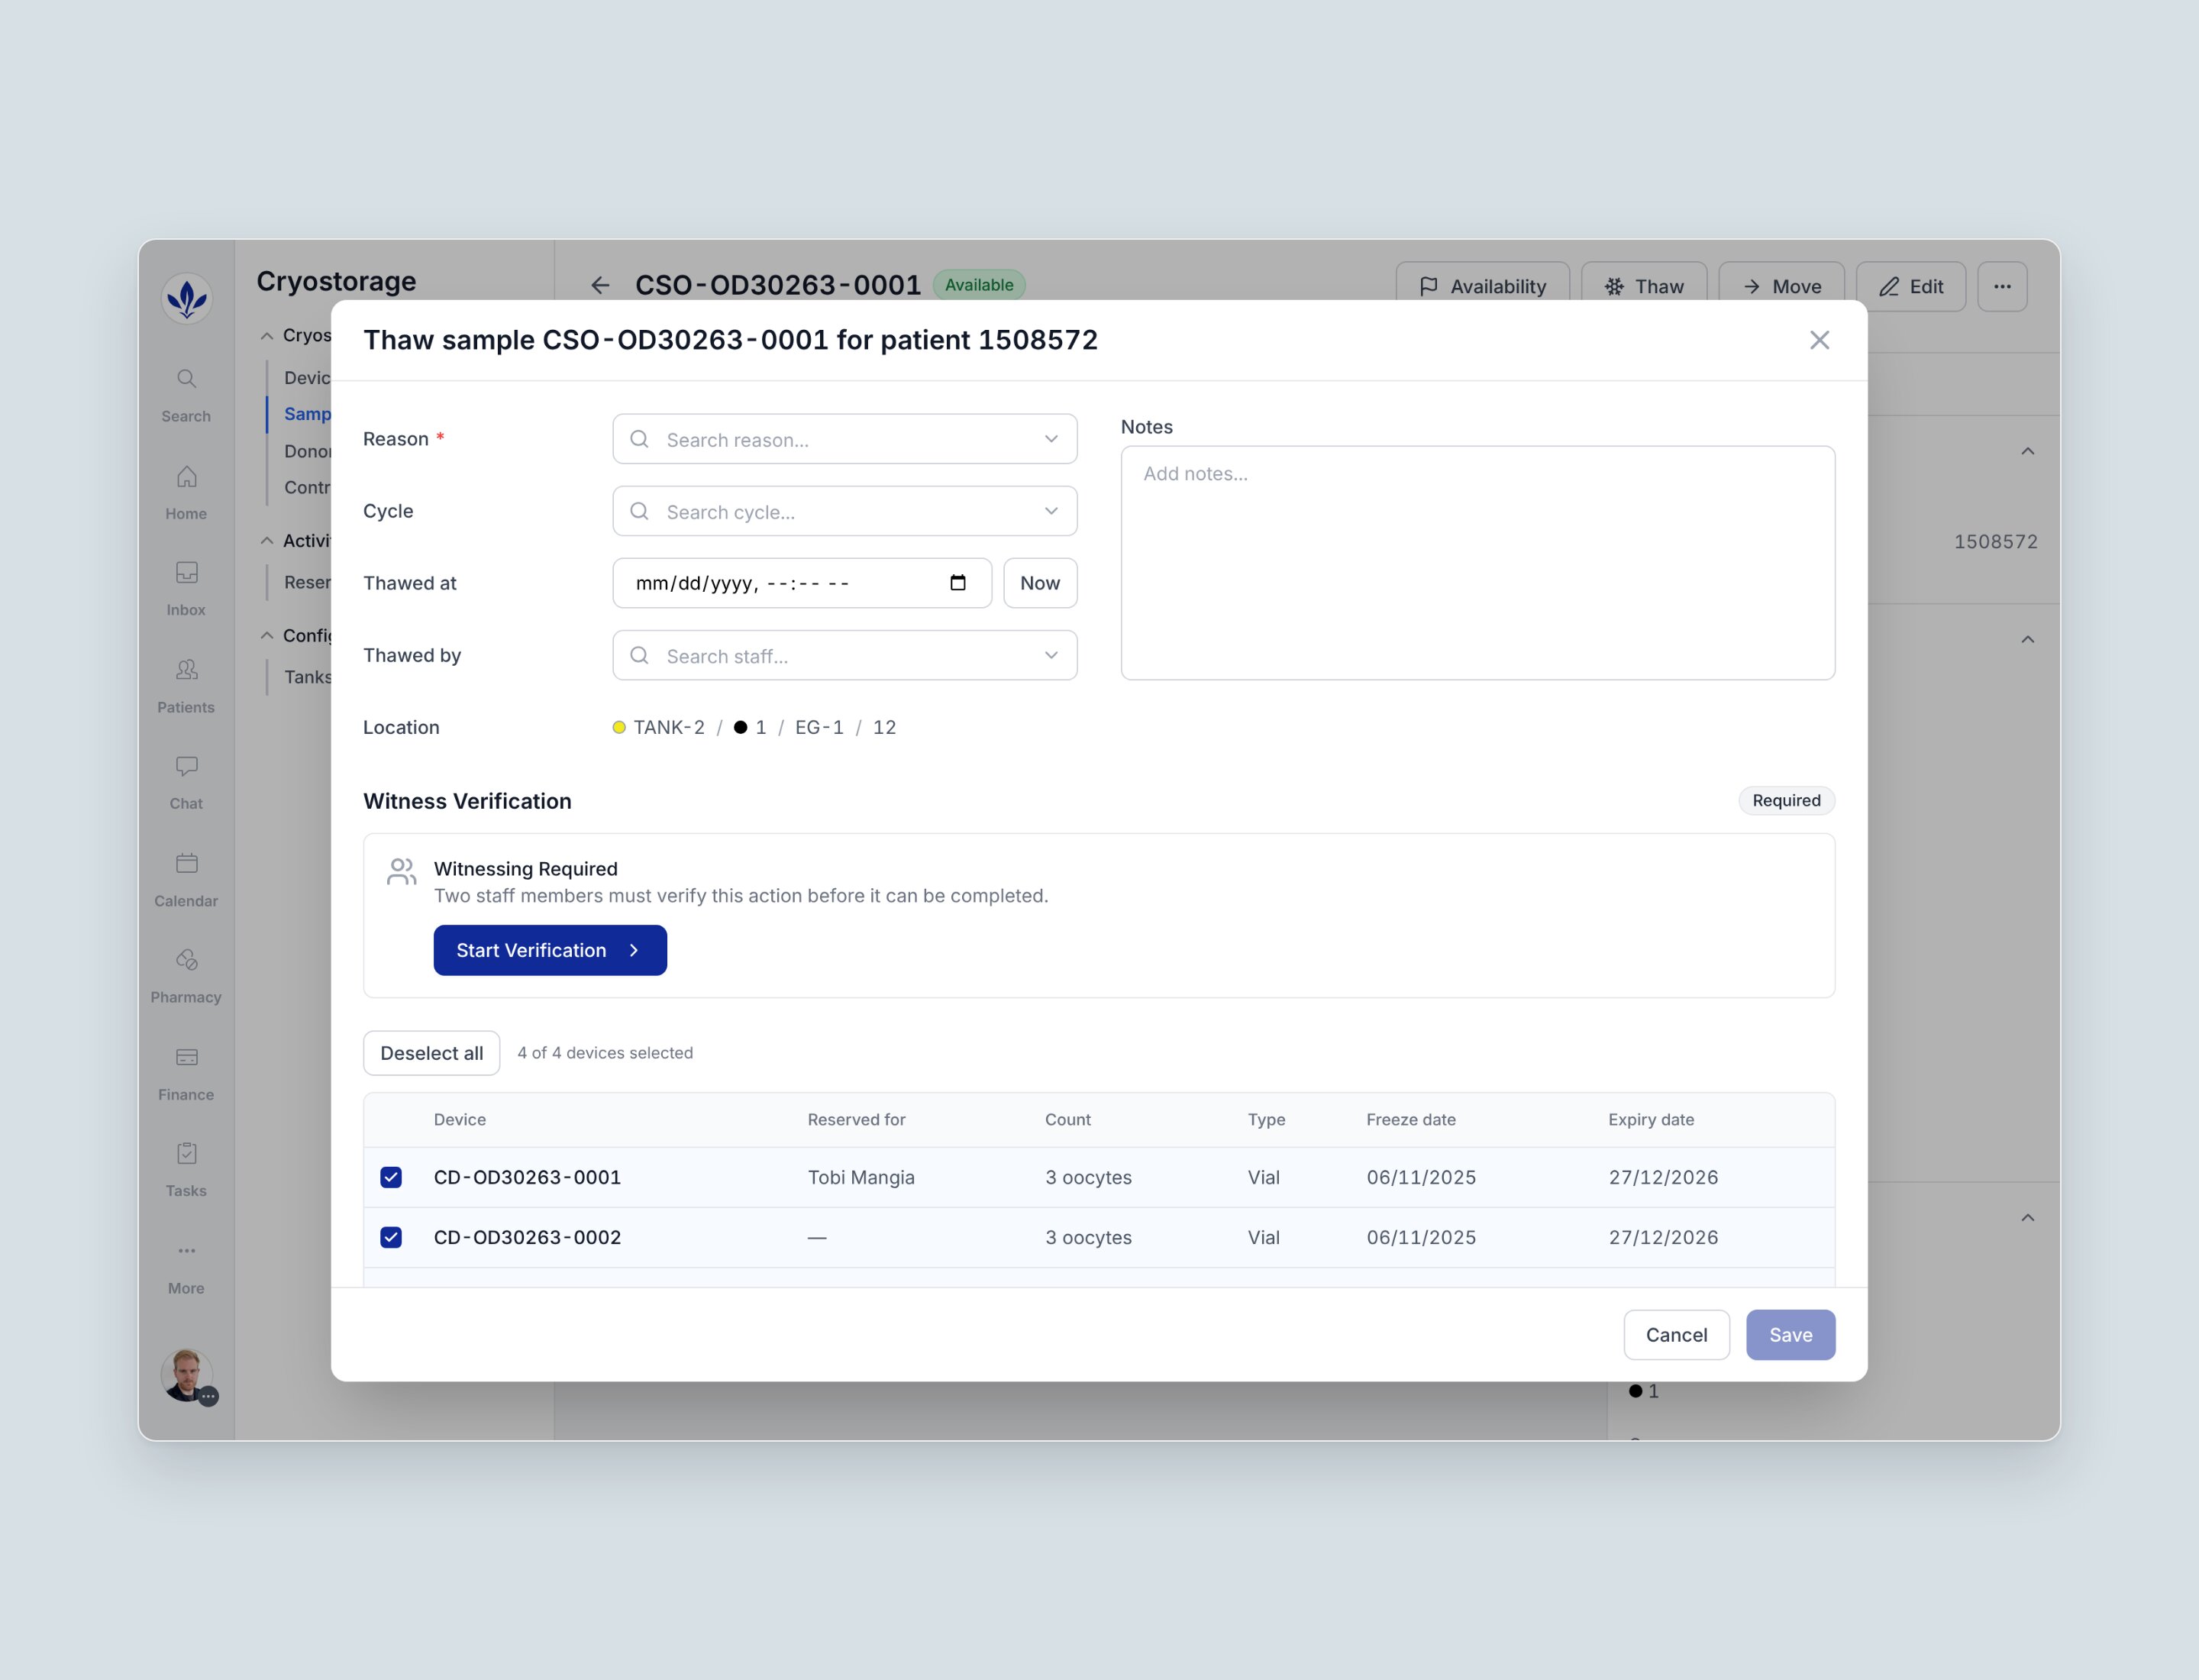 Cryostorage
CSO-OD30263-0001 Available
Availability
Thaw
Move
Edit
Search
Home
Inbox
Patients
Chat
Calendar
Pharmacy
Finance
Tasks
More
Cryos
Devic
Samp
Donor
Contr
Activi
Reser
Config
Tanks
1508572
1
Thaw sample CSO-OD30263-0001 for patient 1508572
Reason *
Search reason...
Cycle
Search cycle...
Thawed at
mm/dd/yyyy, --:-- --
Now
Thawed by
Search staff...
Location
TANK-2 / 1 / EG-1 / 12
Notes
Add notes...
Witness Verification
Required
Witnessing Required
Two staff members must verify this action before it can be completed.
Start Verification
Deselect all
4 of 4 devices selected
Device Reserved for Count Type Freeze date Expiry date
CD-OD30263-0001 Tobi Mangia 3 oocytes Vial 06/11/2025 27/12/2026
CD-OD30263-0002 — 3 oocytes Vial 06/11/2025 27/12/2026
Cancel
Save